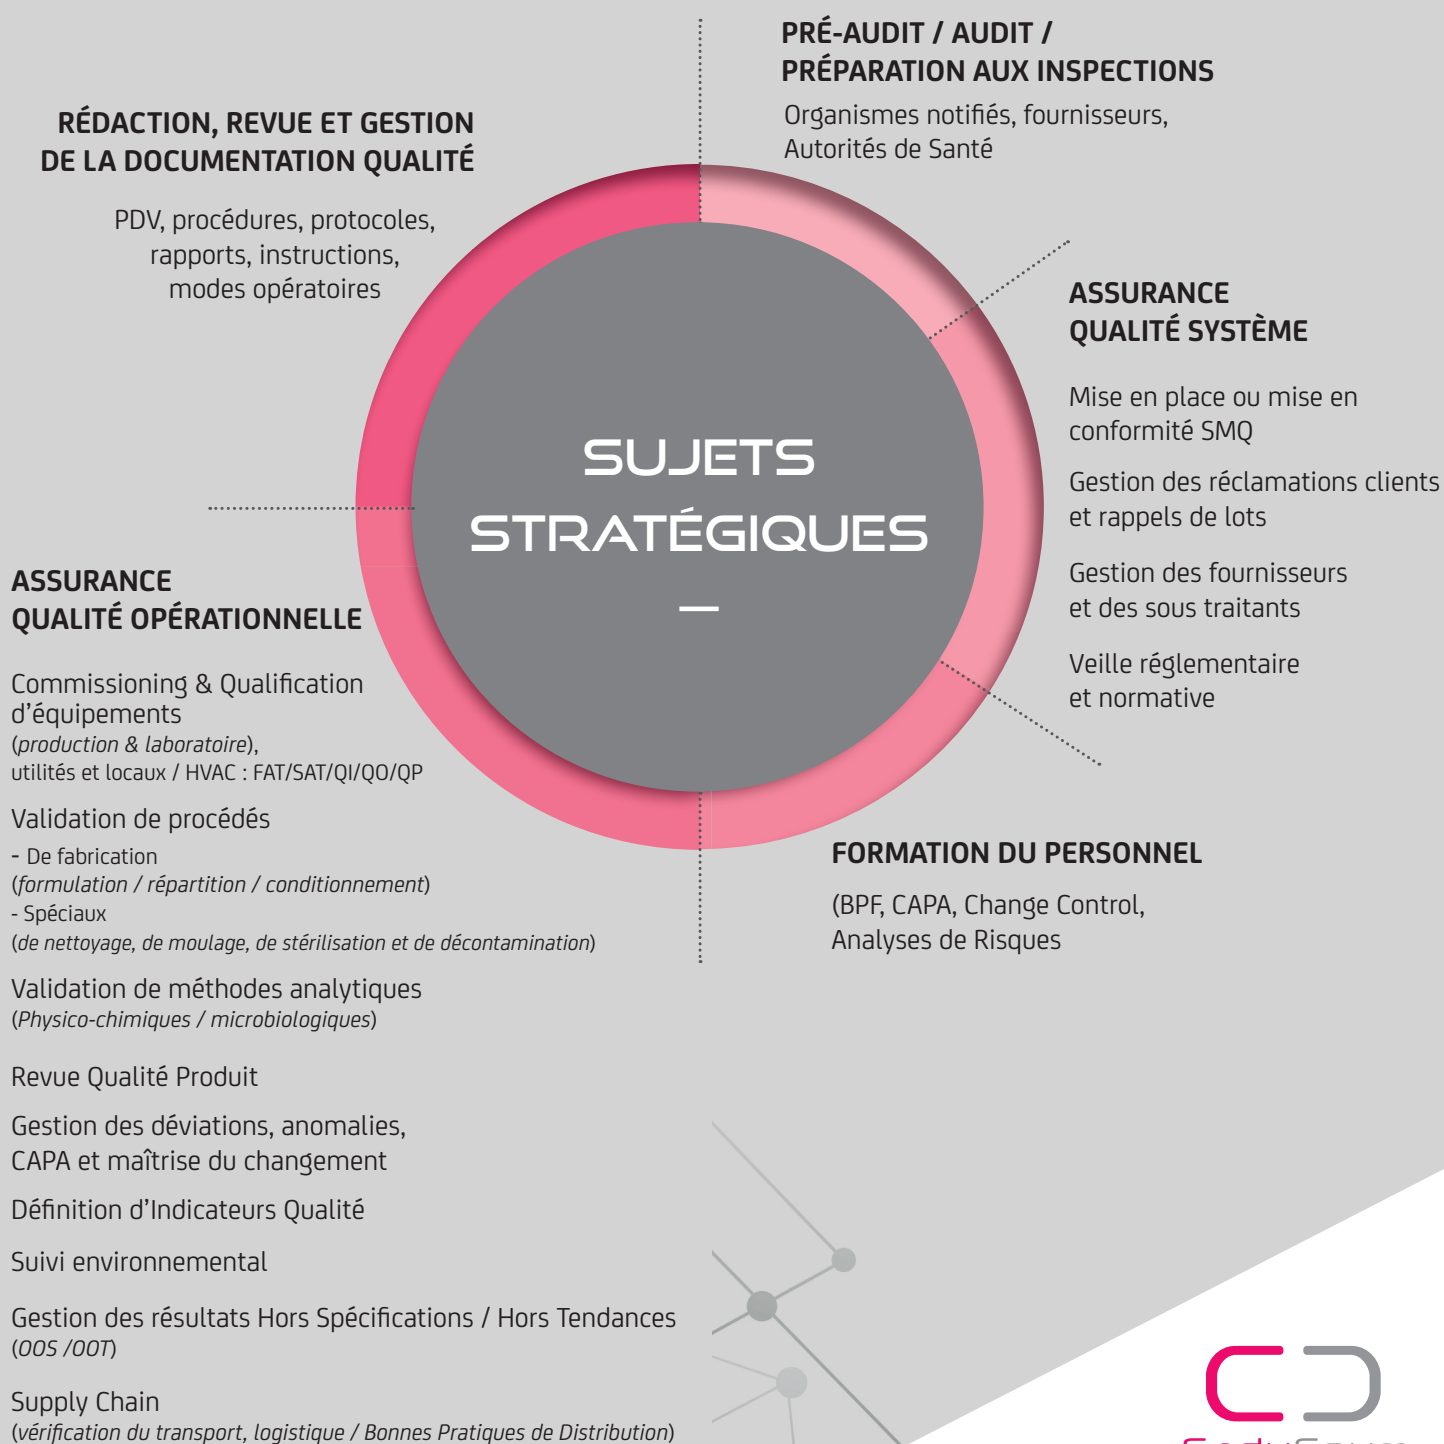 PRÉ-AUDIT / AUDIT /
PRÉPARATION AUX INSPECTIONS
Organismes notifiés, fournisseurs,
Autorités de Santé
RÉDACTION, REVUE ET GESTION
DE LA DOCUMENTATION QUALITÉ
PDV, procédures, protocoles,
rapports, instructions,
modes opératoires
ASSURANCE
QUALITÉ SYSTÈME
Mise en place ou mise en
conformité SMQ
Gestion des réclamations clients
et rappels de lots
Gestion des fournisseurs
et des sous traitants
Veille réglementaire
et normative
SUJETS
STRATÉGIQUES
ASSURANCE
QUALITÉ OPÉRATIONNELLE
Commissioning & Qualification
d’équipements
(production & laboratoire),
utilités et locaux / HVAC : FAT/SAT/QI/QO/QP
Validation de procédés
- De fabrication
(formulation / répartition / conditionnement)
- Spéciaux
(de nettoyage, de moulage, de stérilisation et de décontamination)
Validation de méthodes analytiques
(Physico-chimiques / microbiologiques)
Revue Qualité Produit
Gestion des déviations, anomalies,
CAPA et maîtrise du changement
Définition d’Indicateurs Qualité
Suivi environnemental
Gestion des résultats Hors Spécifications / Hors Tendances
(OOS /OOT)
Supply Chain
(vérification du transport, logistique / Bonnes Pratiques de Distribution)
FORMATION DU PERSONNEL
(BPF, CAPA, Change Control,
Analyses de Risques